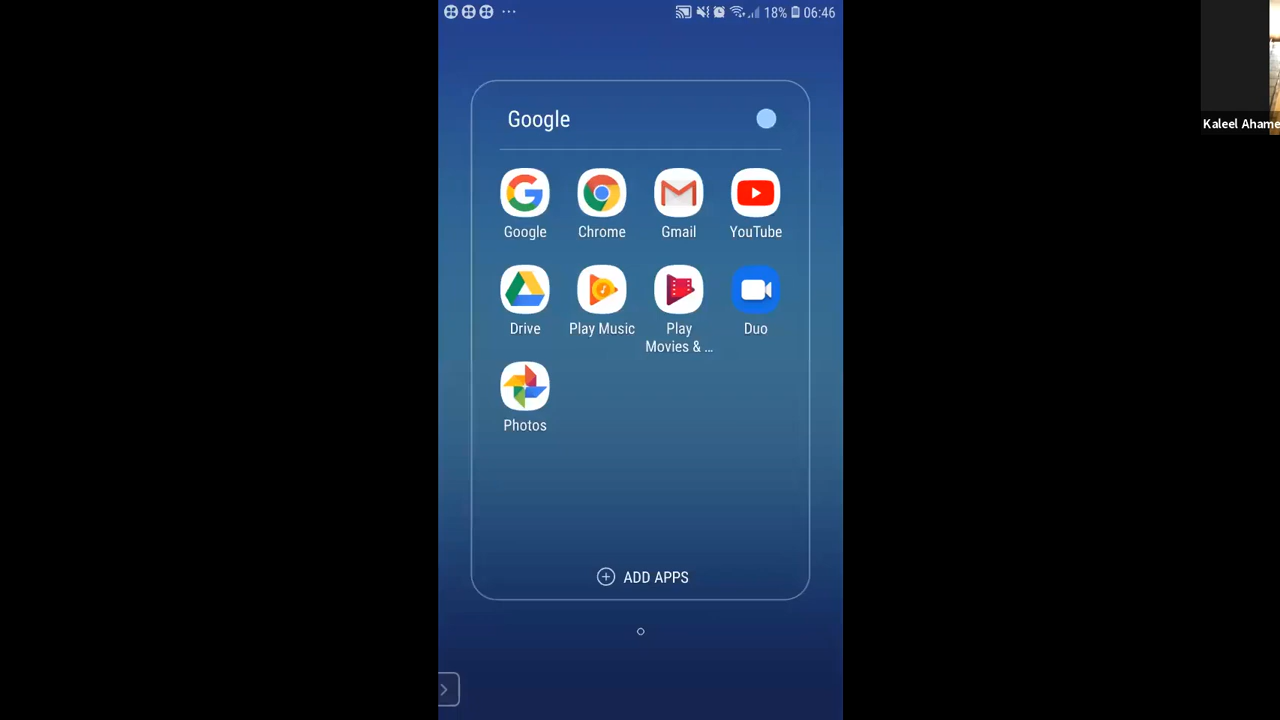 18% 06:46
Kaleel Ahame
Google
Google Chrome Gmail YouTube
Drive Play Music Play Movies & ... Duo
Photos
ADD APPS